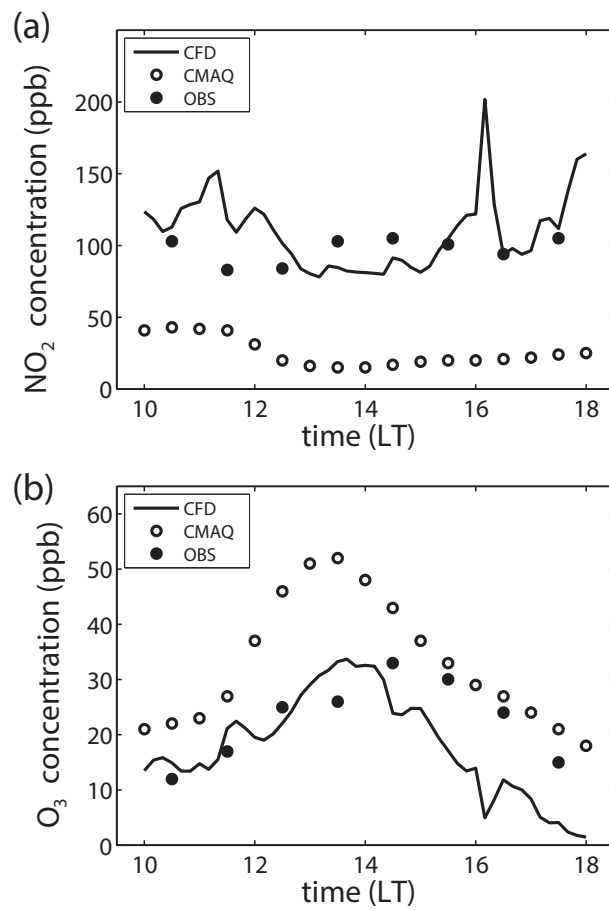 (a)
CFD
CMAQ
OBS
NO₂ concentration (ppb)
200
150
100
50
0
10
12
14
16
18
time (LT)
(b)
CFD
CMAQ
OBS
O₃ concentration (ppb)
60
50
40
30
20
10
0
10
12
14
16
18
time (LT)